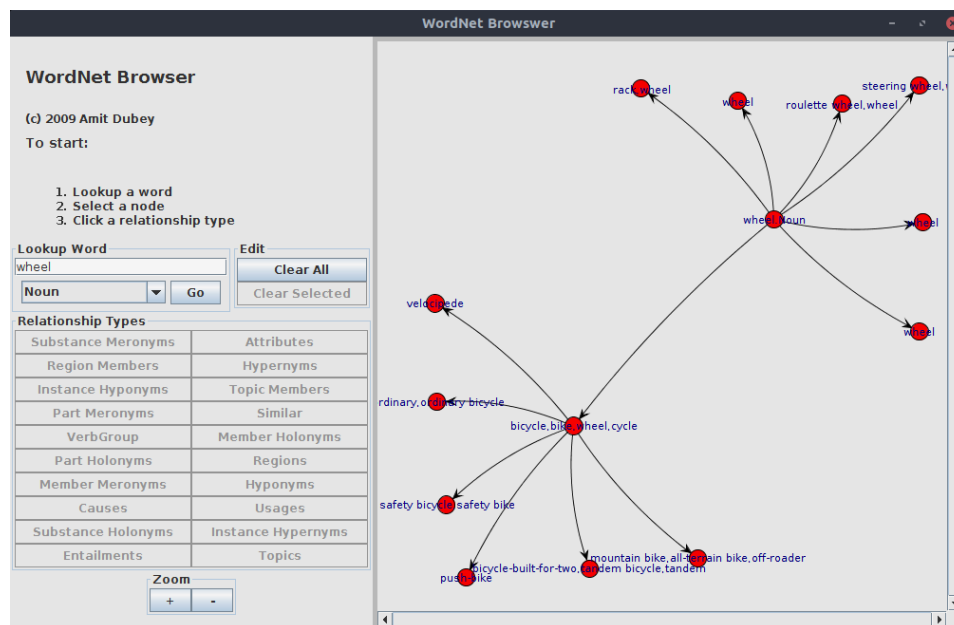 WordNet Browswer
WordNet Browser
(c) 2009 Amit Dubey
To start:
1. Lookup a word
2. Select a node
3. Click a relationship type
Lookup Word
wheel
Noun
Go
Edit
Clear All
Clear Selected
Relationship Types
Substance Meronyms
Attributes
Region Members
Hypernyms
Instance Hyponyms
Topic Members
Part Meronyms
Similar
VerbGroup
Member Holonyms
Part Holonyms
Regions
Member Meronyms
Hyponyms
Causes
Usages
Substance Holonyms
Instance Hypernyms
Entailments
Topics
Zoom
+
-
rack wheel
wheel
roulette wheel,wheel
steering wheel,
wheel,Noun
wheel
wheel
velocipede
rdinary,ordinary bicycle
bicycle,bike,wheel,cycle
safety bicycle,safety bike
mountain bike,all-terrain bike,off-roader
bicycle-built-for-two,tandem bicycle,tandem
push-bike